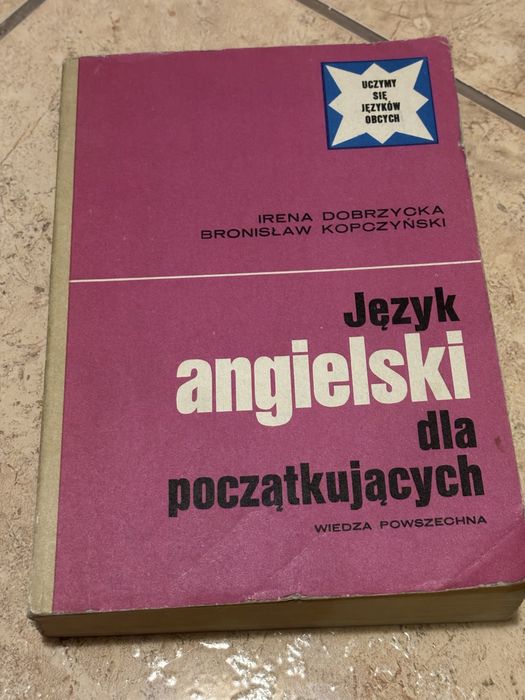 UCZYMY
SIĘ
JĘZYKÓW
OBCYCH
IRENA DOBRZYCKA
BRONISŁAW KOPCZYŃSKI
Język
angielski
dla
początkujących
WIEDZA POWSZECHNA